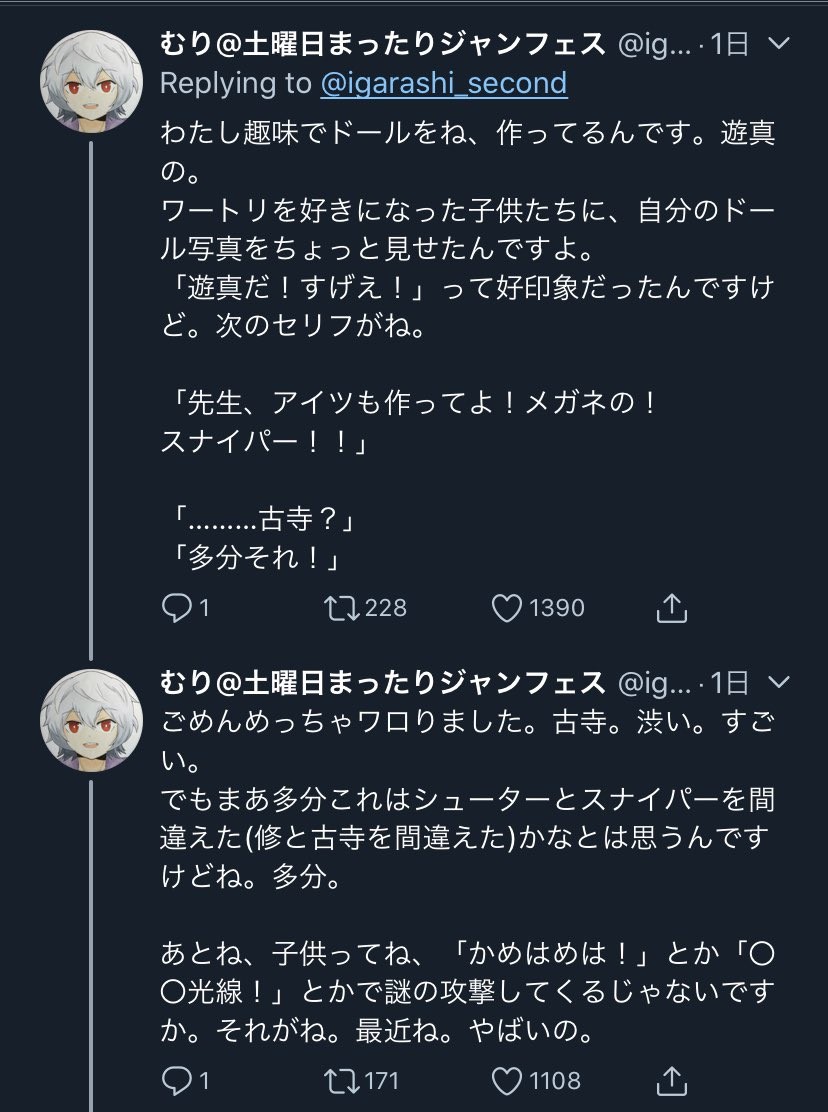 むり@土曜日まったりジャンフェス @ig... · 1日
Replying to @igarashi_second
わたし趣味でドールをね、作ってるんです。遊真
の。
ワートリを好きになった子供たちに、自分のドー
ル写真をちょっと見せたんですよ。
「遊真だ！すげえ！」って好印象だったんですけ
ど。次のセリフがね。
「先生、アイツも作ってよ！メガネの！
スナイパー！！」
「………古寺？」
「多分それ！」
1 228 1390
むり@土曜日まったりジャンフェス @ig... · 1日
ごめんめっちゃワロりました。古寺。渋い。すご
い。
でもまあ多分これはシューターとスナイパーを間
違えた(修と古寺を間違えた)かなとは思うんです
けどね。多分。
あとね、子供ってね、「かめはめは！」とか「〇
〇光線！」とかで謎の攻撃してくるじゃないです
か。それがね。最近ね。やばいの。
1 171 1108